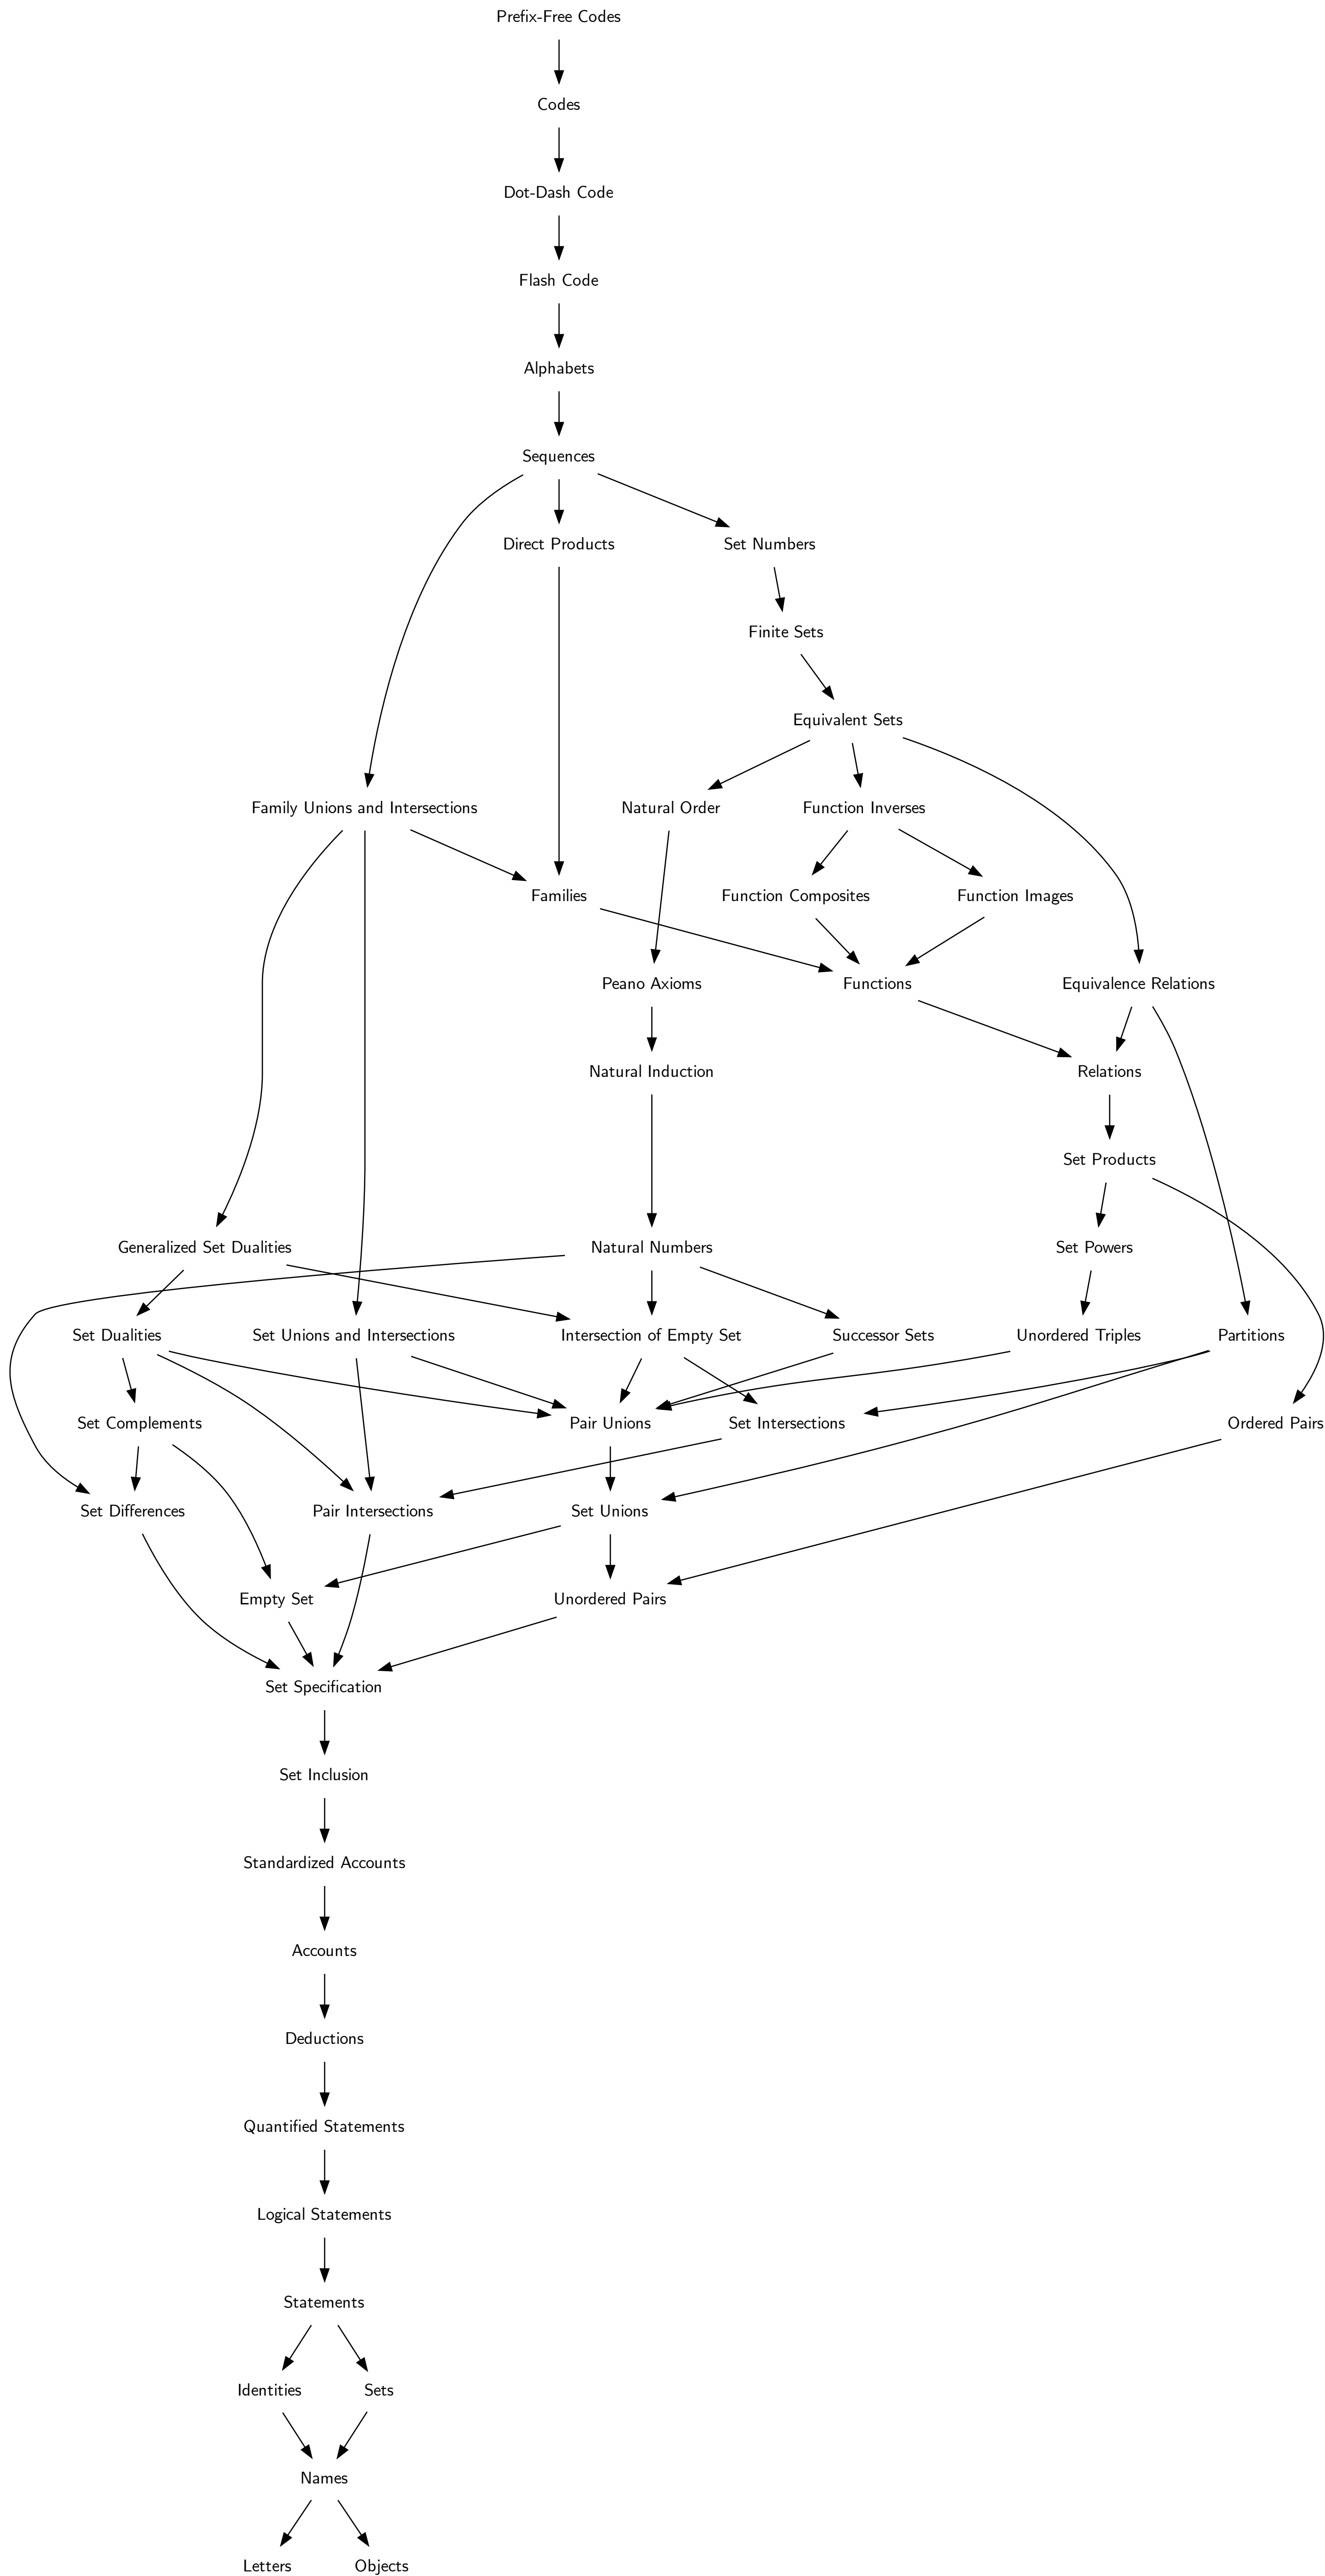 Prefix-Free Codes
Codes
Dot-Dash Code
Flash Code
Alphabets
Sequences
Direct Products
Set Numbers
Finite Sets
Equivalent Sets
Family Unions and Intersections
Natural Order
Function Inverses
Families
Function Composites
Function Images
Peano Axioms
Functions
Equivalence Relations
Natural Induction
Relations
Set Products
Generalized Set Dualities
Natural Numbers
Set Powers
Set Dualities
Set Unions and Intersections
Intersection of Empty Set
Successor Sets
Unordered Triples
Partitions
Set Complements
Pair Unions
Set Intersections
Ordered Pairs
Set Differences
Pair Intersections
Set Unions
Empty Set
Unordered Pairs
Set Specification
Set Inclusion
Standardized Accounts
Accounts
Deductions
Quantified Statements
Logical Statements
Statements
Identities
Sets
Names
Letters
Objects